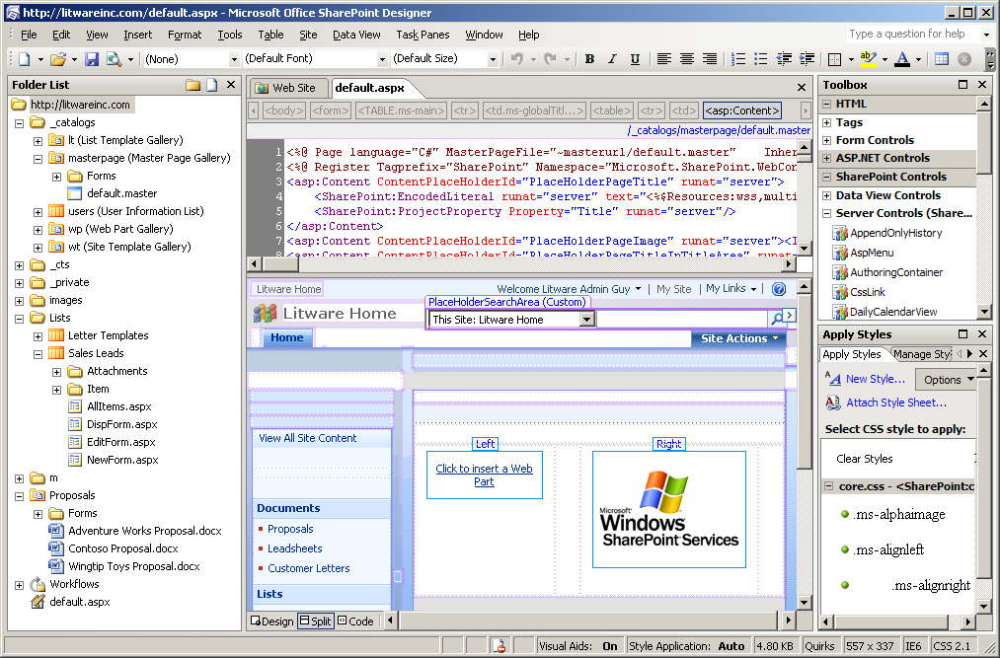 http://litwareinc.com/default.aspx - Microsoft Office SharePoint Designer
File Edit View Insert Format Tools Table Site Data View Task Panes Window Help
Type a question for help
(None) (Default Font) (Default Size) B I U A
Folder List
http://litwareinc.com
_catalogs
lt (List Template Gallery)
masterpage (Master Page Gallery)
Forms
default.master
users (User Information List)
wp (Web Part Gallery)
wt (Site Template Gallery)
_cts
_private
images
Lists
Letter Templates
Sales Leads
Attachments
Item
AllItems.aspx
DispForm.aspx
EditForm.aspx
NewForm.aspx
m
Proposals
Forms
Adventure Works Proposal.docx
Contoso Proposal.docx
Wingtip Toys Proposal.docx
Workflows
default.aspx
Web Site default.aspx
<body> <form> <TABLE.ms-main> <tr> <td.ms-globalTitl...> <table> <tr> <td> <asp:Content>
/_catalogs/masterpage/default.master
1 <%@ Page language="C#" MasterPageFile="~masterurl/default.master" Inher
2 <%@ Register Tagprefix="SharePoint" Namespace="Microsoft.SharePoint.WebCon
3 <asp:Content ContentPlaceHolderId="PlaceHolderPageTitle" runat="server">
4 <SharePoint:EncodedLiteral runat="server" text="<%$Resources:wss,multi
5 <SharePoint:ProjectProperty Property="Title" runat="server"/>
6 </asp:Content>
7 <asp:Content ContentPlaceHolderId="PlaceHolderPageImage" runat="server"><I
8 <asp:Content ContentPlaceHolderId="PlaceHolderPageTitleInTitleArea" runat=
Litware Home
Welcome Litware Admin Guy | My Site | My Links
PlaceHolderSearchArea (Custom)
Litware Home
This Site: Litware Home
Home
Site Actions
View All Site Content
Documents
Proposals
Leadsheets
Customer Letters
Lists
Left
Click to insert a Web
Part
Right
Microsoft
Windows
SharePoint Services
Design Split Code
Toolbox
HTML
Tags
Form Controls
ASP.NET Controls
SharePoint Controls
Data View Controls
Server Controls (Share...
AppendOnlyHistory
AspMenu
AuthoringContainer
CssLink
DailyCalendarView
Apply Styles
Apply Styles Manage Sty
New Style... Options
Attach Style Sheet...
Select CSS style to apply:
Clear Styles
core.css - <SharePoint:c
.ms-alphaimage
.ms-alignleft
.ms-alignright
Visual Aids: On Style Application: Auto 4.80 KB Quirks 557 x 337 IE6 CSS 2.1